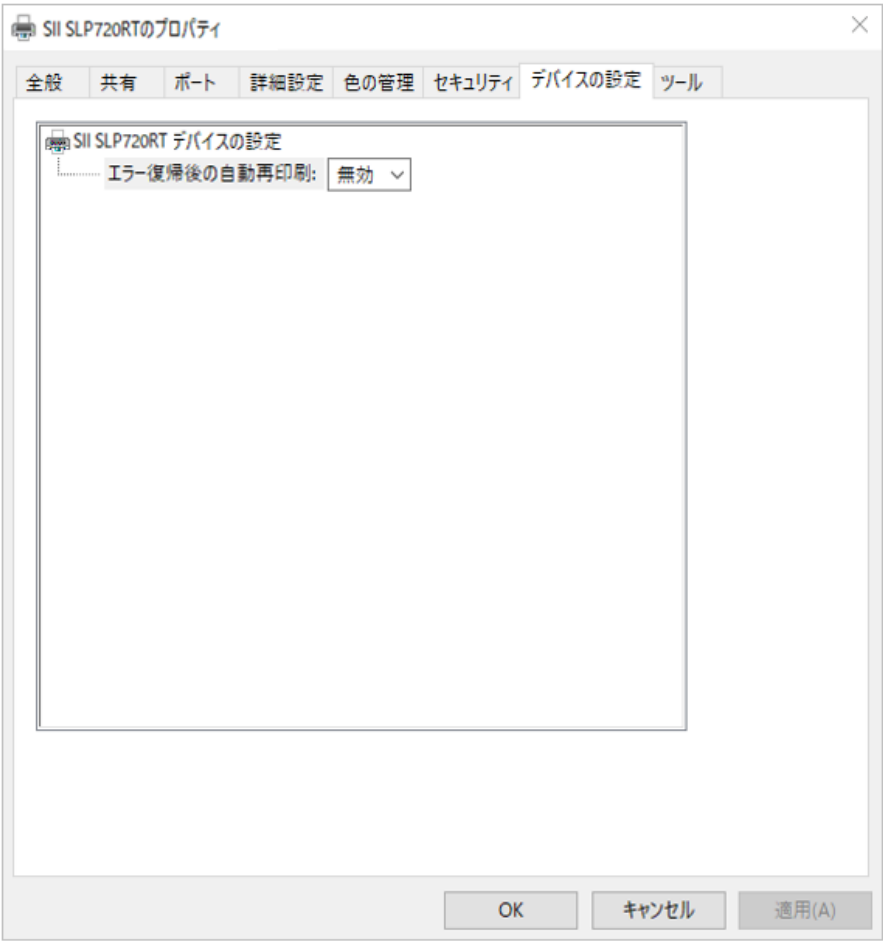 SII SLP720RTのプロパティ
全般 共有 ポート 詳細設定 色の管理 セキュリティ デバイスの設定 ツール
SII SLP720RT デバイスの設定
エラー復帰後の自動再印刷: 無効
OK キャンセル 適用(A)